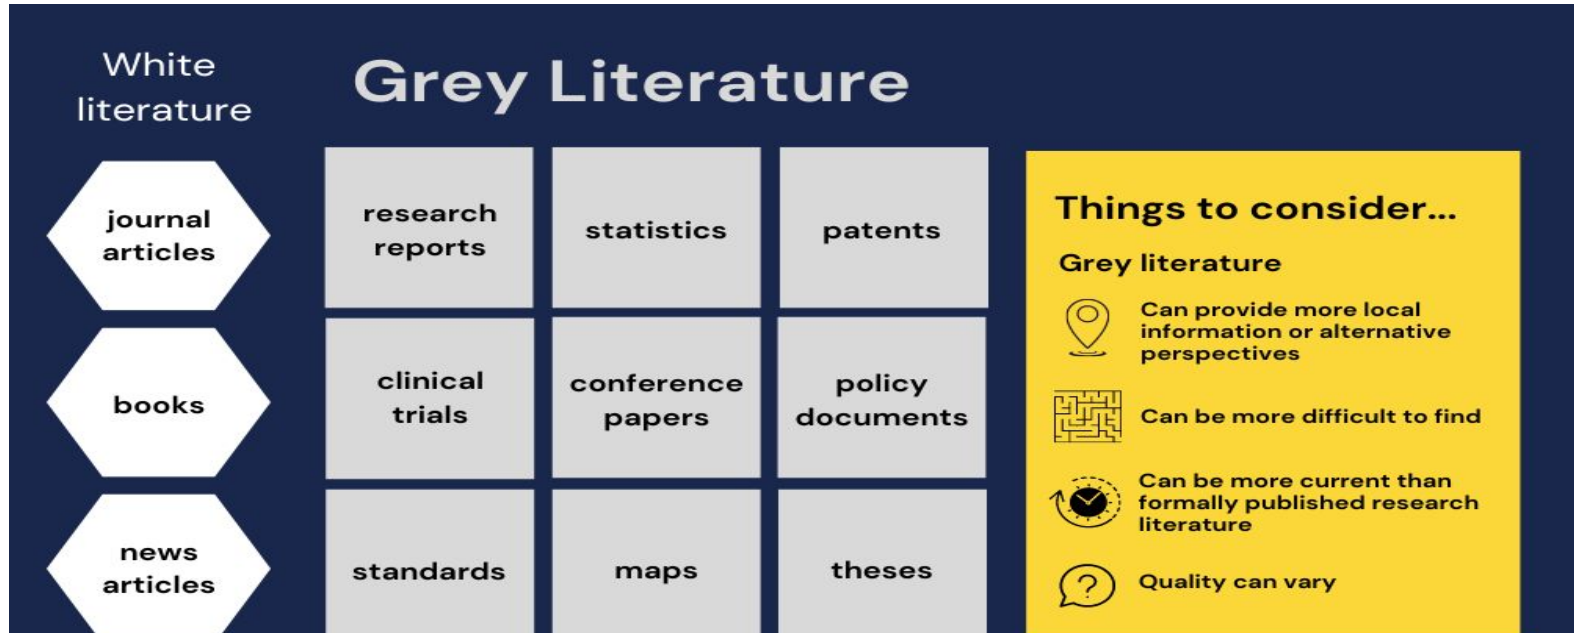 White
literature
Grey Literature
journal
articles
research
reports
statistics
patents
books
clinical
trials
conference
papers
policy
documents
news
articles
standards
maps
theses
Things to consider...
Grey literature
Can provide more local
information or alternative
perspectives
Can be more difficult to find
Can be more current than
formally published research
literature
?
Quality can vary